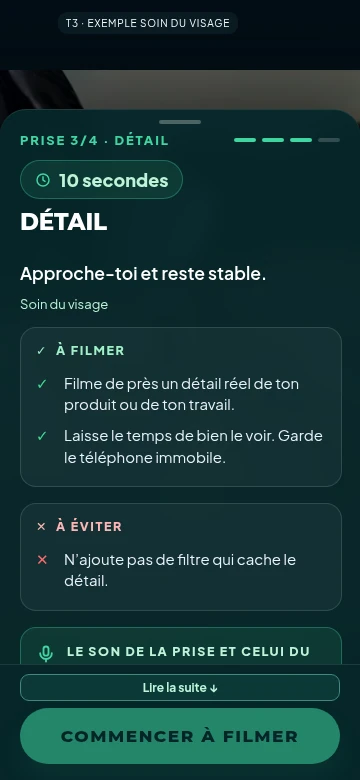 T3 · EXEMPLE SOIN DU VISAGE
PRISE 3/4 · DÉTAIL
10 secondes
DÉTAIL
Approche-toi et reste stable.
Soin du visage
✓ À FILMER
✓ Filme de près un détail réel de ton
produit ou de ton travail.
✓ Laisse le temps de bien le voir. Garde
le téléphone immobile.
✕ À ÉVITER
✕ N'ajoute pas de filtre qui cache le
détail.
LE SON DE LA PRISE ET CELUI DU
Lire la suite ↓
COMMENCER À FILMER